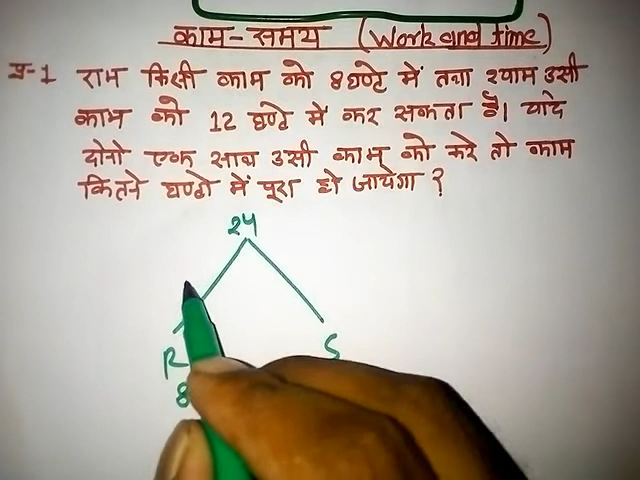 काम-समय (Work and time)
प्र-1 राम किसी काम को 8 घण्टे में तथा श्याम उसी
काम को 12 घण्टे में कर सकता है। यदि
दोनो एक साथ उसी काम को करे तो काम
कितने घण्टो में पूरा हो जायेगा ?
24
R S
8